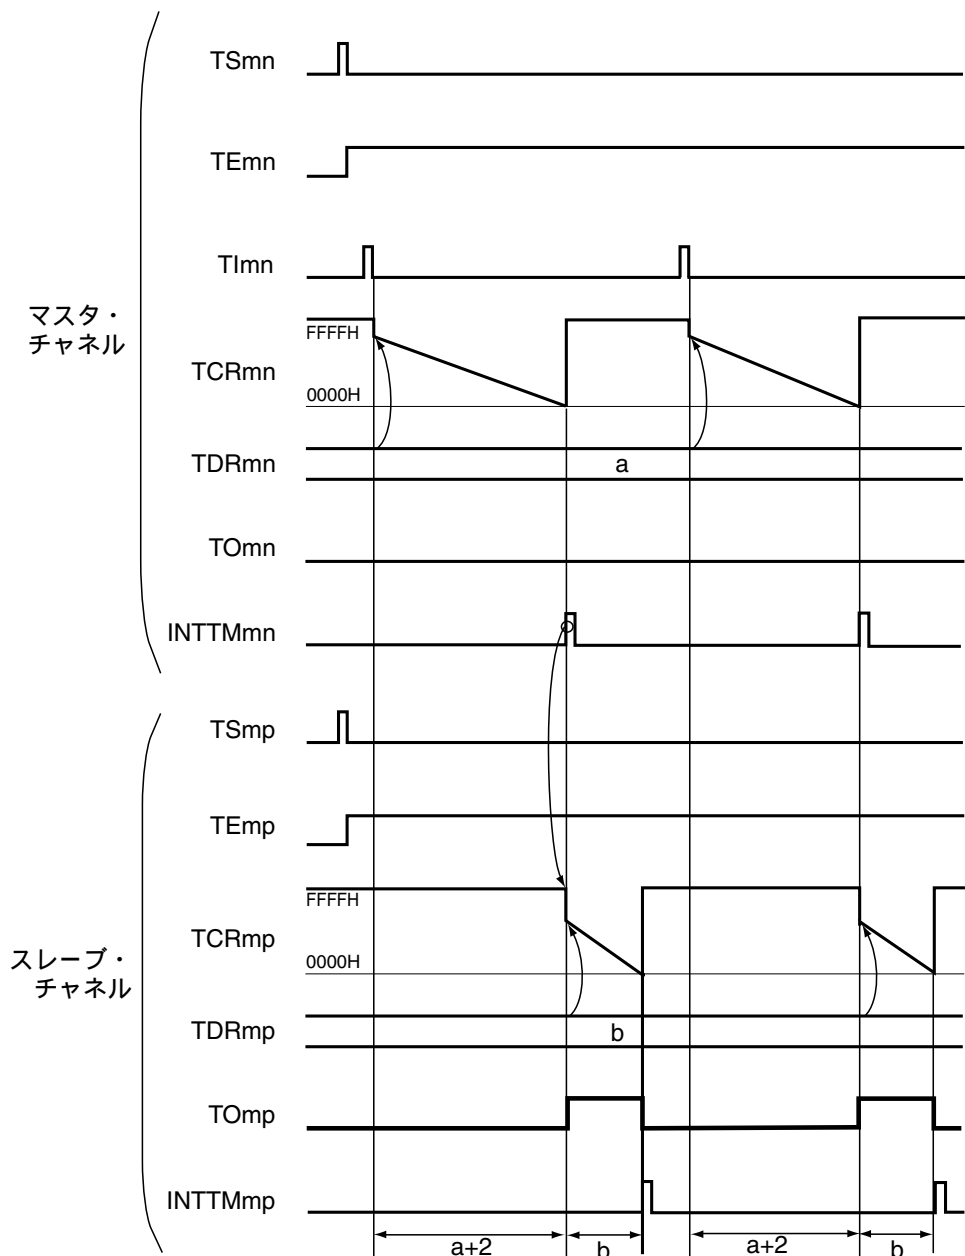 マスタ・
チャネル
TSmn
TEmn
TImn
TCRmn
FFFFH
0000H
TDRmn
a
TOmn
INTTMmn
スレーブ・
チャネル
TSmp
TEmp
TCRmp
FFFFH
0000H
TDRmp
b
TOmp
INTTMmp
a+2
b
a+2
b